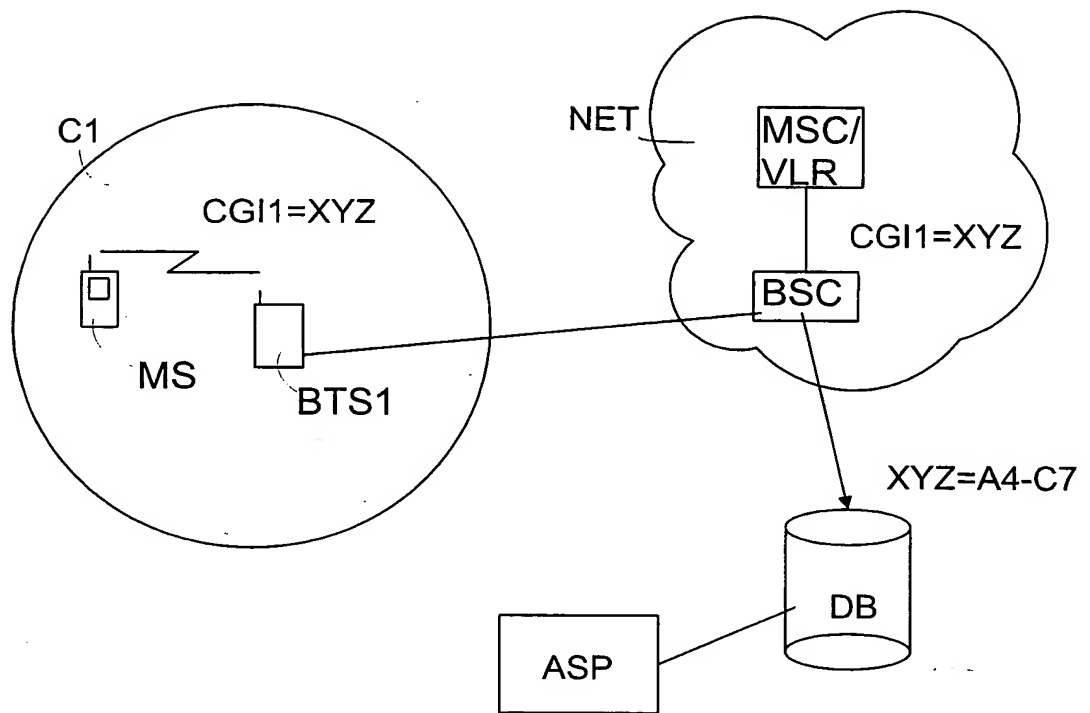 C1
CGI1=XYZ
MS
BTS1
NET
MSC/
VLR
CGI1=XYZ
BSC
XYZ=A4-C7
DB
ASP